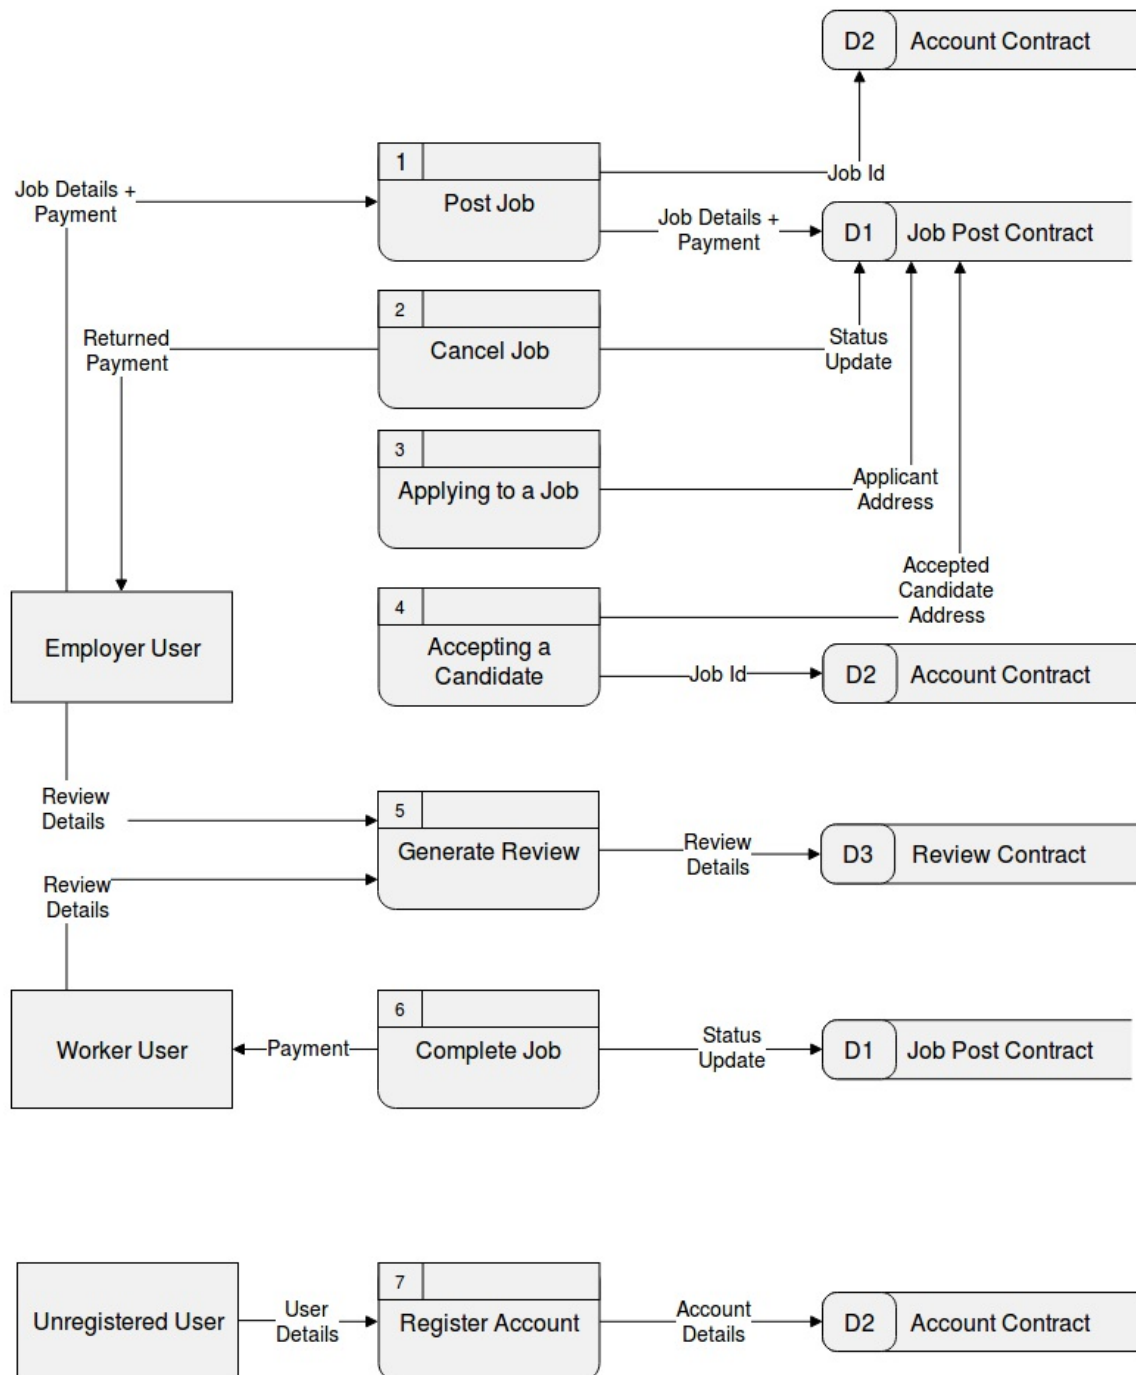 D2 Account Contract
Job Id
1
Post Job
Job Details +
Payment
Job Details +
Payment
D1 Job Post Contract
2
Cancel Job
Returned
Payment
Status
Update
3
Applying to a Job
Applicant
Address
Accepted
Candidate
Address
Employer User
4
Accepting a
Candidate
Job Id
D2 Account Contract
Review
Details
5
Generate Review
Review
Details
D3 Review Contract
Review
Details
Worker User
Payment
6
Complete Job
Status
Update
D1 Job Post Contract
Unregistered User
User
Details
7
Register Account
Account
Details
D2 Account Contract